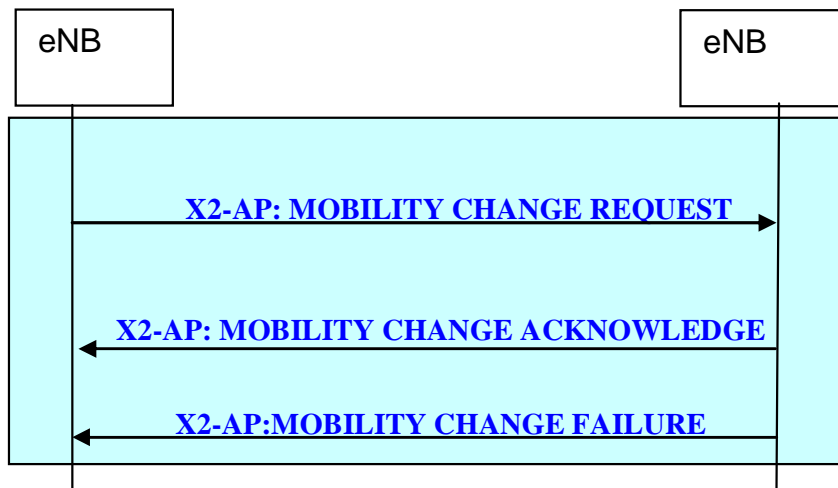 eNB
eNB
X2-AP: MOBILITY CHANGE REQUEST
X2-AP: MOBILITY CHANGE ACKNOWLEDGE
X2-AP:MOBILITY CHANGE FAILURE